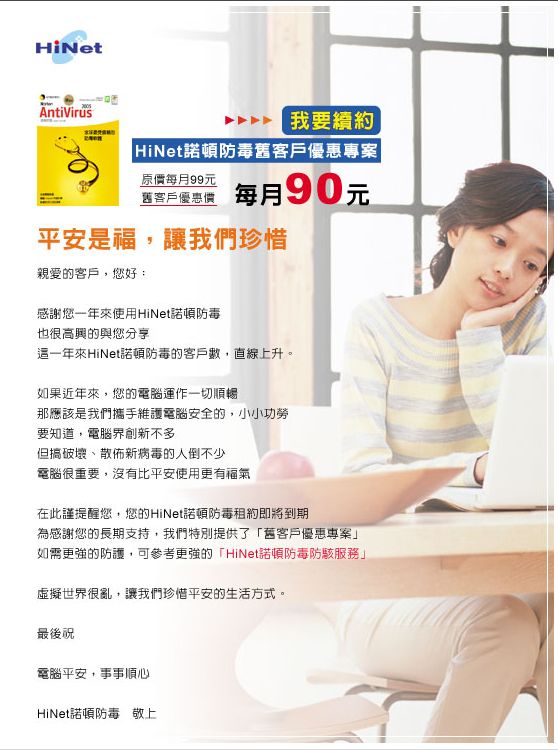 HiNet
Norton
AntiVirus 2005
我要續約
HiNet諾頓防毒舊客戶優惠專案
原價每月99元
舊客戶優惠價
每月90元
平安是福，讓我們珍惜
親愛的客戶，您好：
感謝您一年來使用HiNet諾頓防毒
也很高興的與您分享
這一年來HiNet諾頓防毒的客戶數，直線上升。
如果近年來，您的電腦運作一切順暢
那應該是我們攜手維護電腦安全的，小小功勞
要知道，電腦界創新不多
但搞破壞、散佈新病毒的人倒不少
電腦很重要，沒有比平安使用更有福氣
在此謹提醒您，您的HiNet諾頓防毒租約即將到期
為感謝您的長期支持，我們特別提供了「舊客戶優惠專案」
如需更強的防護，可參考更強的「HiNet諾頓防毒防駭服務」
虛擬世界很亂，讓我們珍惜平安的生活方式。
最後祝
電腦平安，事事順心
HiNet諾頓防毒　敬上